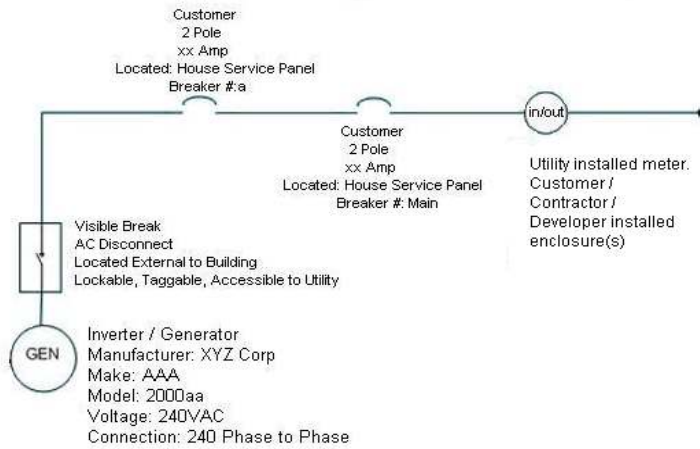 Customer
2 Pole
xx Amp
Located: House Service Panel
Breaker #:a
in/out
Customer
2 Pole
xx Amp
Located: House Service Panel
Breaker #: Main
Utility installed meter.
Customer /
Contractor /
Developer installed
enclosure(s)
Visible Break
AC Disconnect
Located External to Building
Lockable, Taggable, Accessible to Utility
GEN
Inverter / Generator
Manufacturer: XYZ Corp
Make: AAA
Model: 2000aa
Voltage: 240VAC
Connection: 240 Phase to Phase